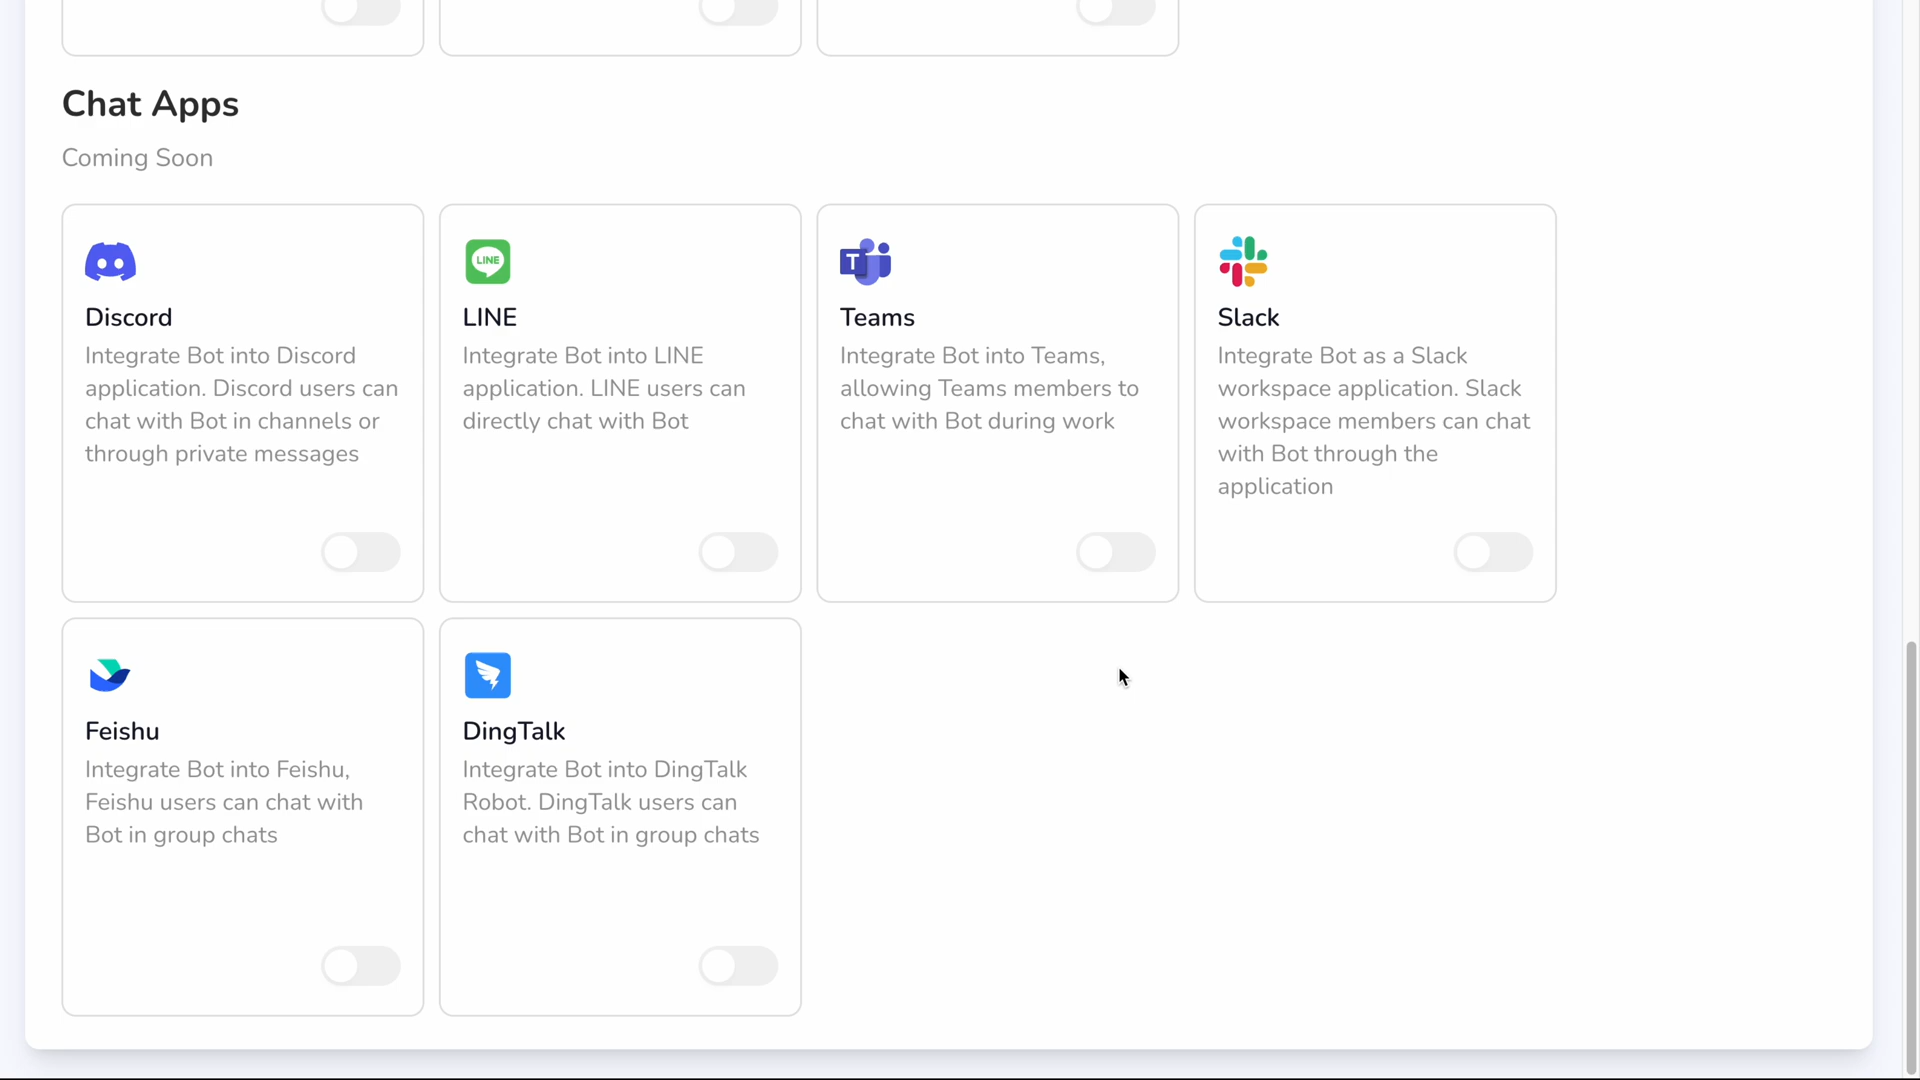 Chat Apps
Coming Soon
LINE
T
Discord
Integrate Bot into Discord
application. Discord users can
chat with Bot in channels or
through private messages
LINE
Integrate Bot into LINE
application. LINE users can
directly chat with Bot
Teams
Integrate Bot into Teams,
allowing Teams members to
chat with Bot during work
Slack
Integrate Bot as a Slack
workspace application. Slack
workspace members can chat
with Bot through the
application
Feishu
Integrate Bot into Feishu,
Feishu users can chat with
Bot in group chats
DingTalk
Integrate Bot into DingTalk
Robot. DingTalk users can
chat with Bot in group chats